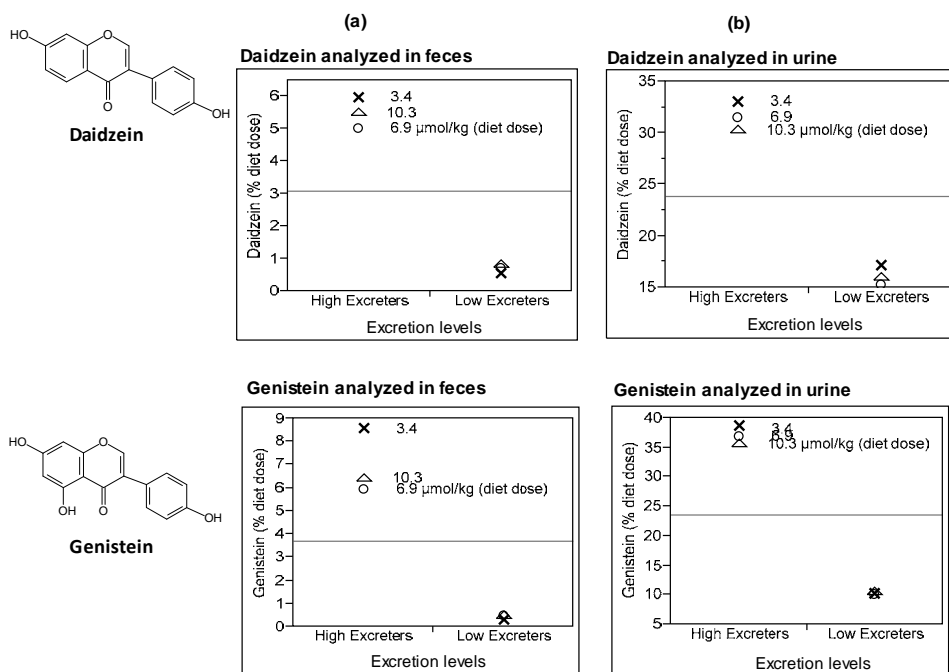 (a)
(b)
Daidzein analyzed in feces
Daidzein (% diet dose)
6
5
4
3
2
1
0
3.4
10.3
6.9 µmol/kg (diet dose)
High Excreters
Low Excreters
Excretion levels
Daidzein analyzed in urine
Daidzein (% diet dose)
35
30
25
20
15
3.4
6.9
10.3 µmol/kg (diet dose)
High Excreters
Low Excreters
Excretion levels
HO
O
O
OH
Daidzein
Genistein analyzed in feces
Genistein (% diet dose)
9
8
7
6
5
4
3
2
1
0
3.4
10.3
6.9 µmol/kg (diet dose)
High Excreters
Low Excreters
Excretion levels
Genistein analyzed in urine
Genistein (% diet dose)
40
35
30
25
20
15
10
5
3.4
6.9
10.3 µmol/kg (diet dose)
High Excreters
Low Excreters
Excretion levels
HO
O
OH
O
OH
Genistein